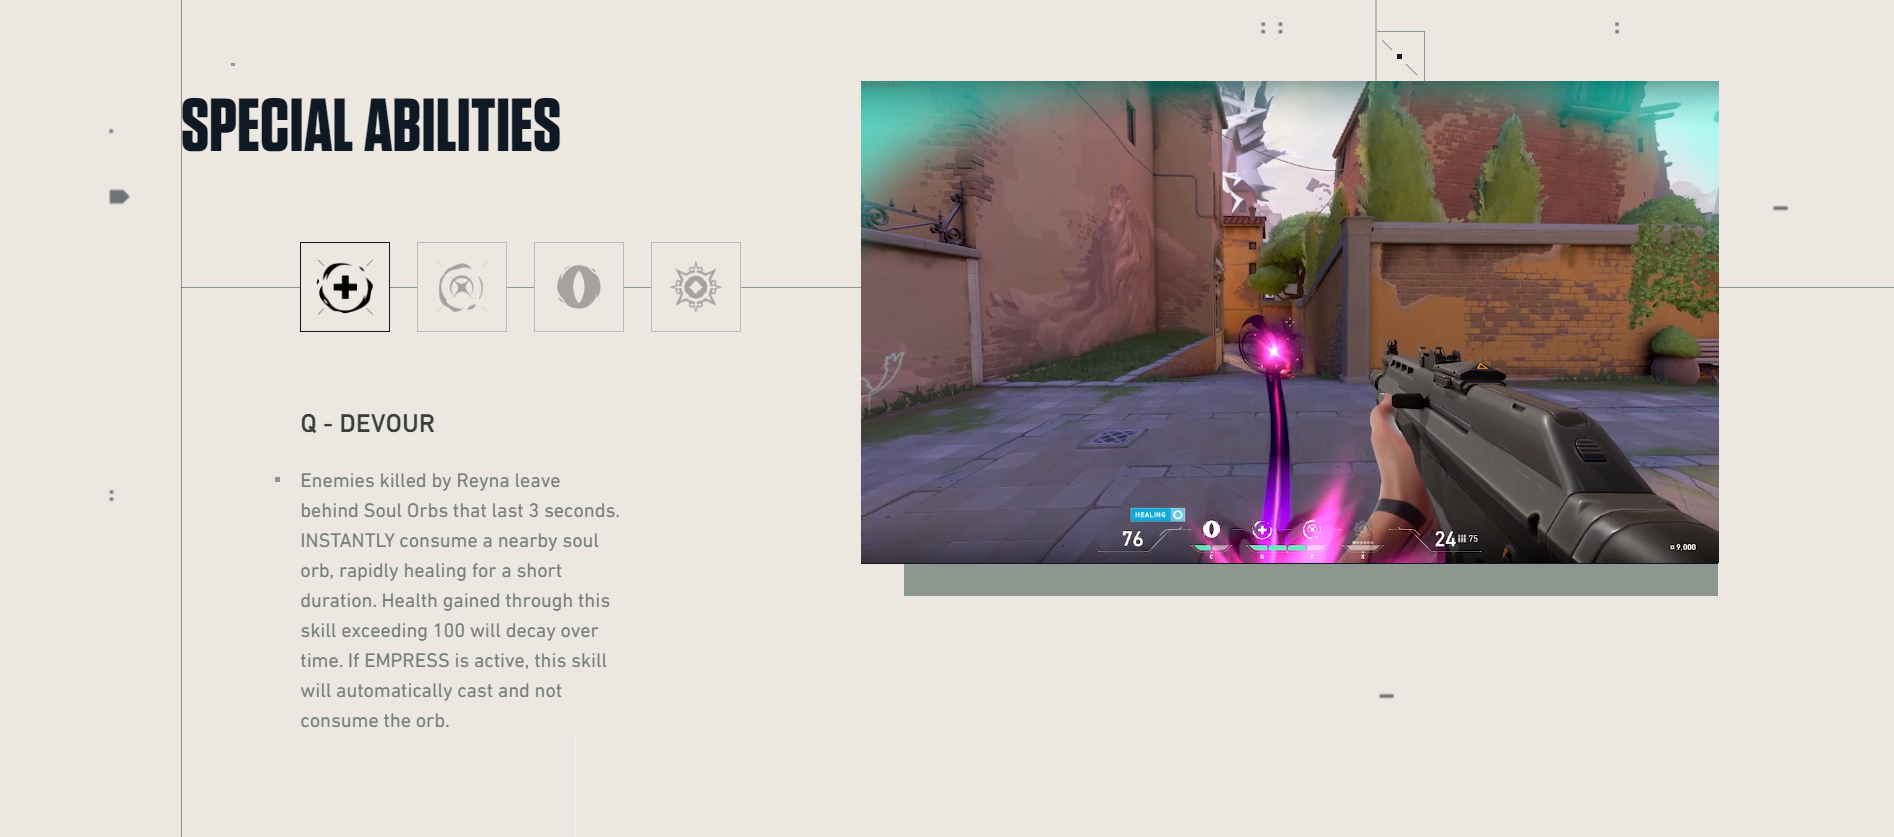 SPECIAL ABILITIES
Q - DEVOUR
Enemies killed by Reyna leave
behind Soul Orbs that last 3 seconds.
INSTANTLY consume a nearby soul
orb, rapidly healing for a short
duration. Health gained through this
skill exceeding 100 will decay over
time. If EMPRESS is active, this skill
will automatically cast and not
consume the orb.
HEALING
76
24 75
9,000
C Q E X